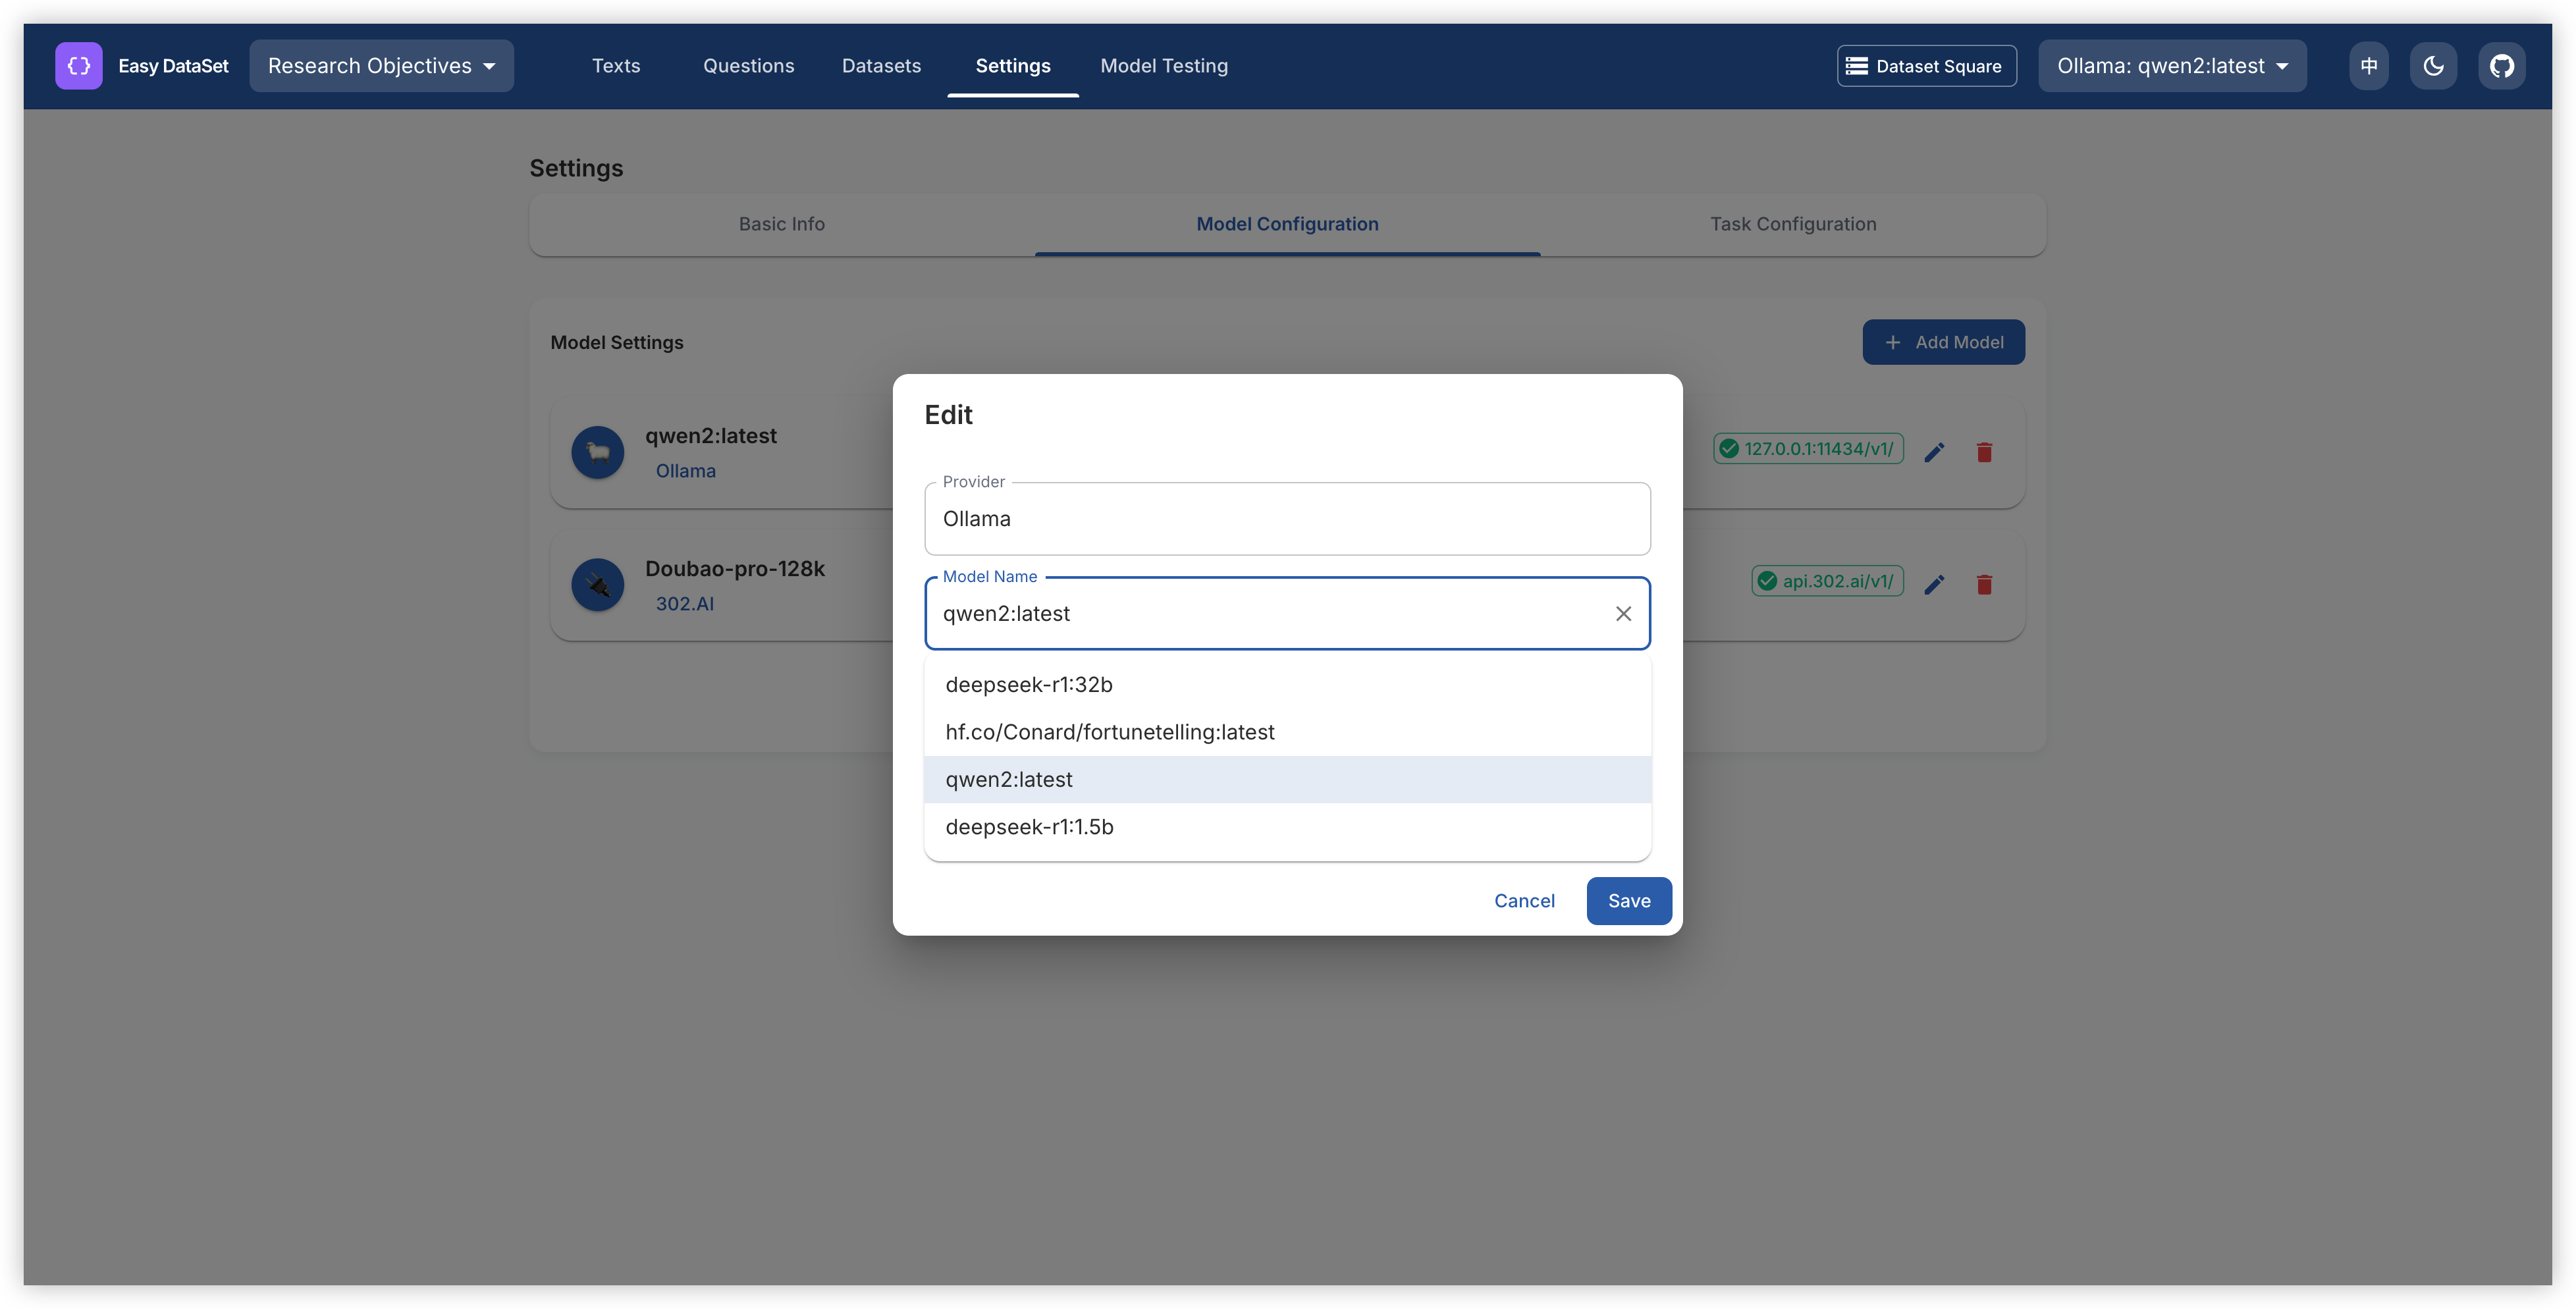 Easy DataSet
Research Objectives
Texts
Questions
Datasets
Settings
Model Testing
Dataset Square
Ollama: qwen2:latest
中
Settings
Basic Info
Model Configuration
Task Configuration
Model Settings
Add Model
qwen2:latest
Ollama
127.0.0.1:11434/v1/
Doubao-pro-128k
302.AI
api.302.ai/v1/
Edit
Provider
Ollama
Model Name
qwen2:latest
deepseek-r1:32b
hf.co/Conard/fortunetelling:latest
qwen2:latest
deepseek-r1:1.5b
Cancel
Save